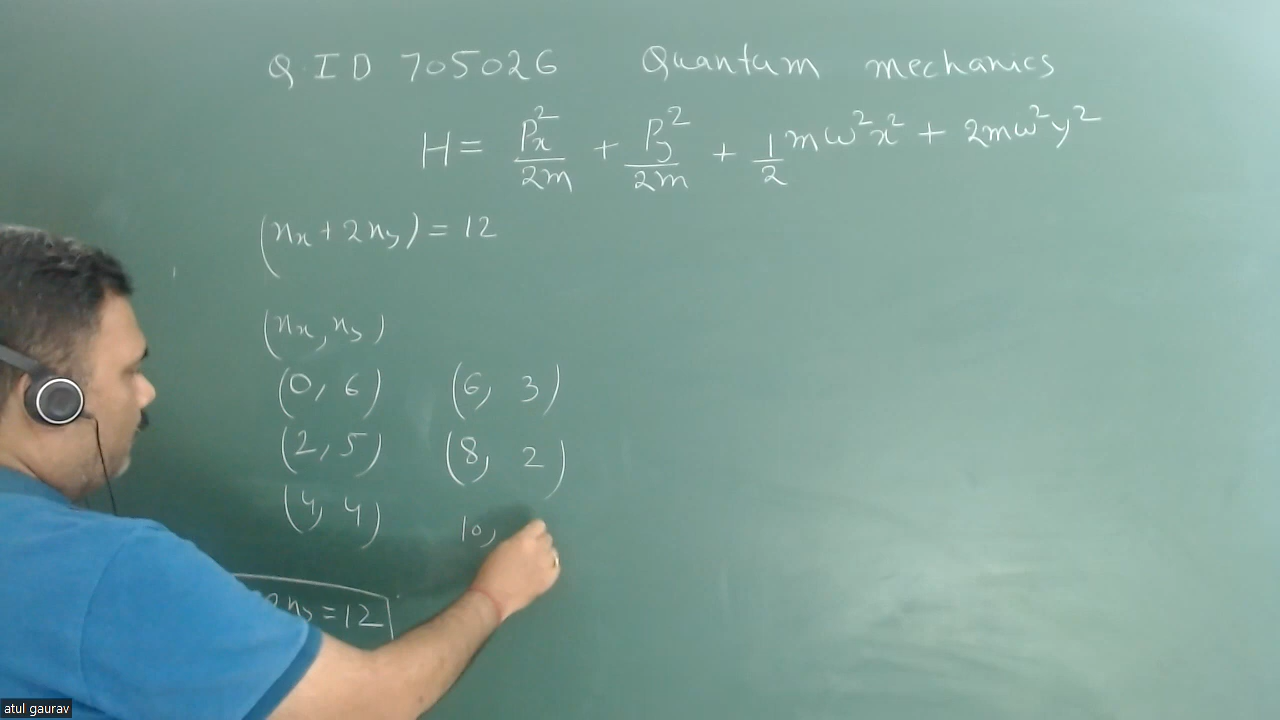 Q.ID 705026 Quantum mechanics
H = Px²/2m + Py²/2m + 1/2 mω²x² + 2mω²y²
(nx + 2ny) = 12
(nx, ny)
(0, 6) (6, 3)
(2, 5) (8, 2)
(4, 4) 10,
2ny = 12
atul gaurav